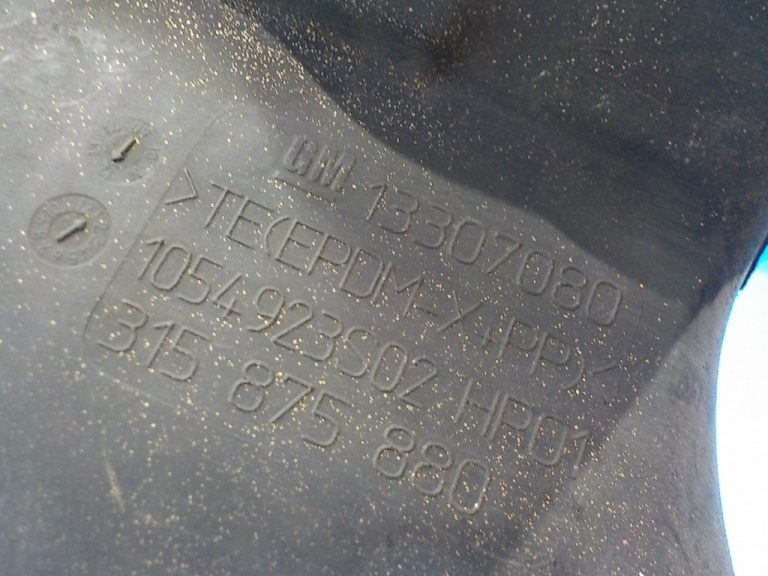 GM 13307080
>TE(EPDM-X+PP)<
1054923S02 HP01
315 875 880